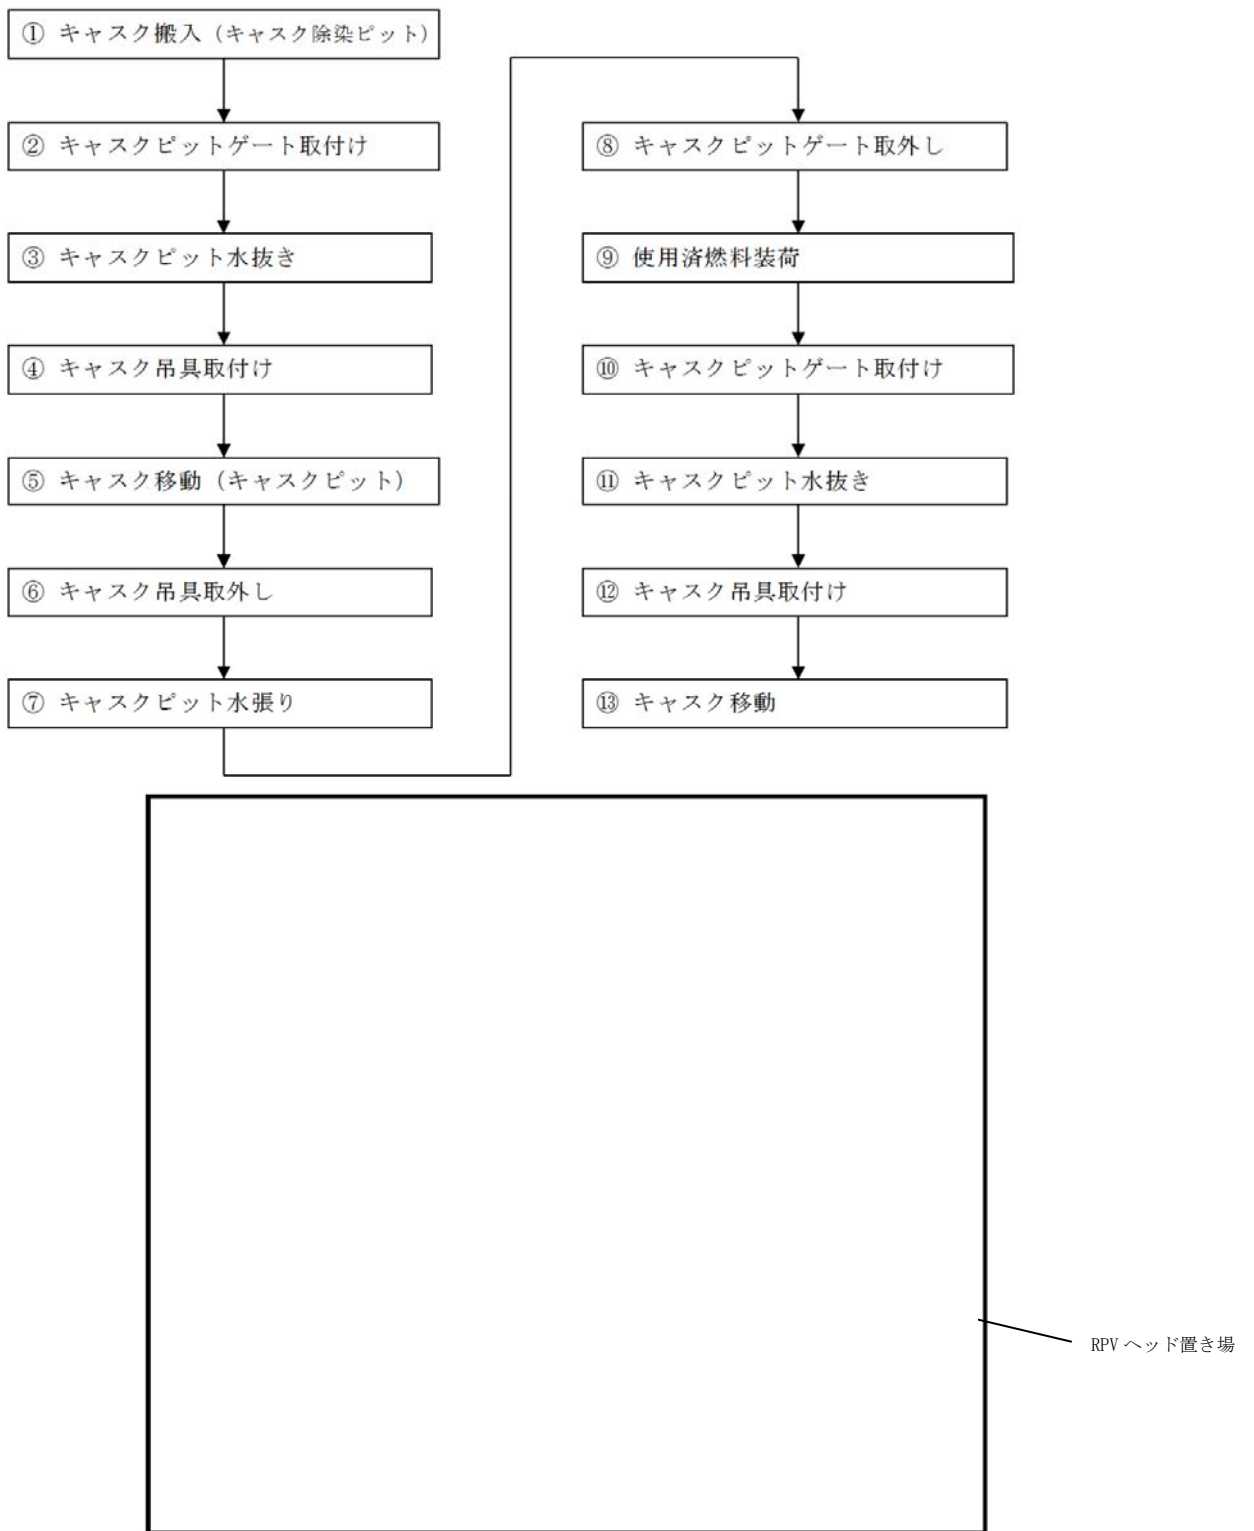 ① キャスク搬入（キャスク除染ピット）
② キャスクピットゲート取付け
③ キャスクピット水抜き
④ キャスク吊具取付け
⑤ キャスク移動（キャスクピット）
⑥ キャスク吊具取外し
⑦ キャスクピット水張り
⑧ キャスクピットゲート取外し
⑨ 使用済燃料装荷
⑩ キャスクピットゲート取付け
⑪ キャスクピット水抜き
⑫ キャスク吊具取付け
⑬ キャスク移動
RPV ヘッド置き場